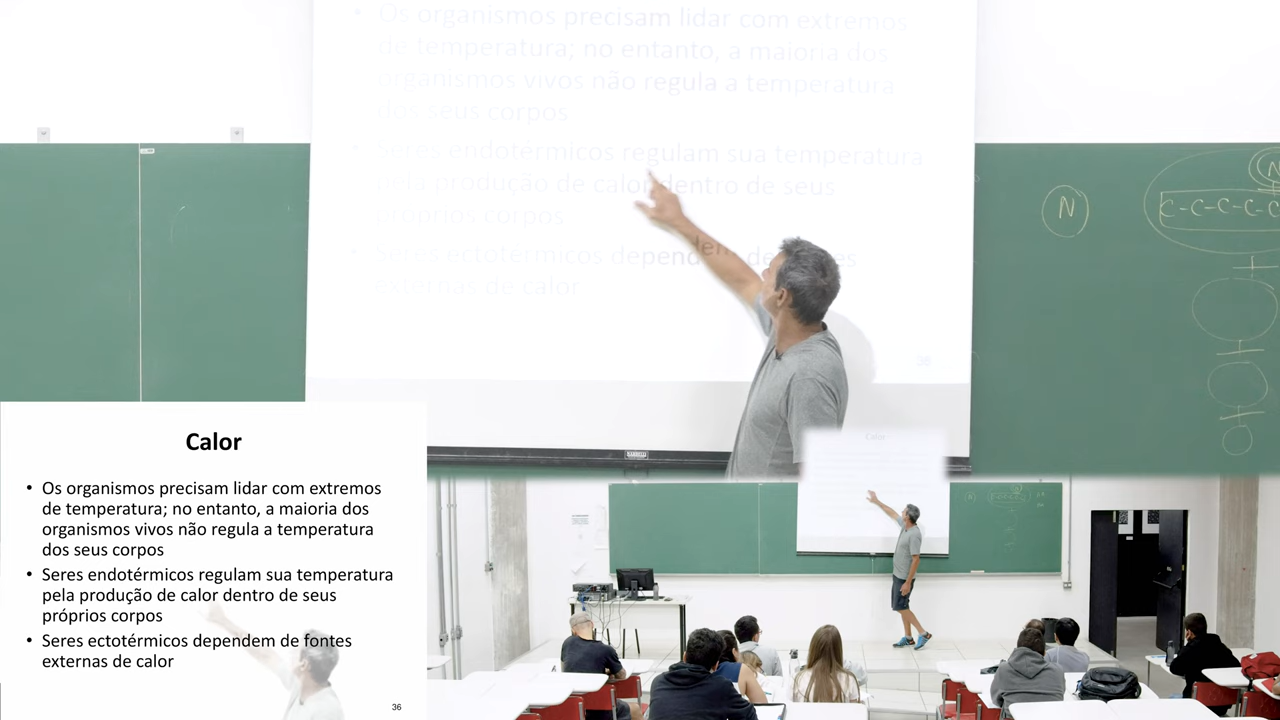 Os organismos precisam lidar com extremos
de temperatura; no entanto, a maioria dos
organismos vivos não regula a temperatura
dos seus corpos
Seres endotérmicos regulam sua temperatura
pela produção de calor dentro de seus
próprios corpos
Seres ectotérmicos dependem de fontes
externas de calor
36
N
C-C-C-C-C
N
Calor
• Os organismos precisam lidar com extremos
de temperatura; no entanto, a maioria dos
organismos vivos não regula a temperatura
dos seus corpos
• Seres endotérmicos regulam sua temperatura
pela produção de calor dentro de seus
próprios corpos
• Seres ectotérmicos dependem de fontes
externas de calor
36
Calor